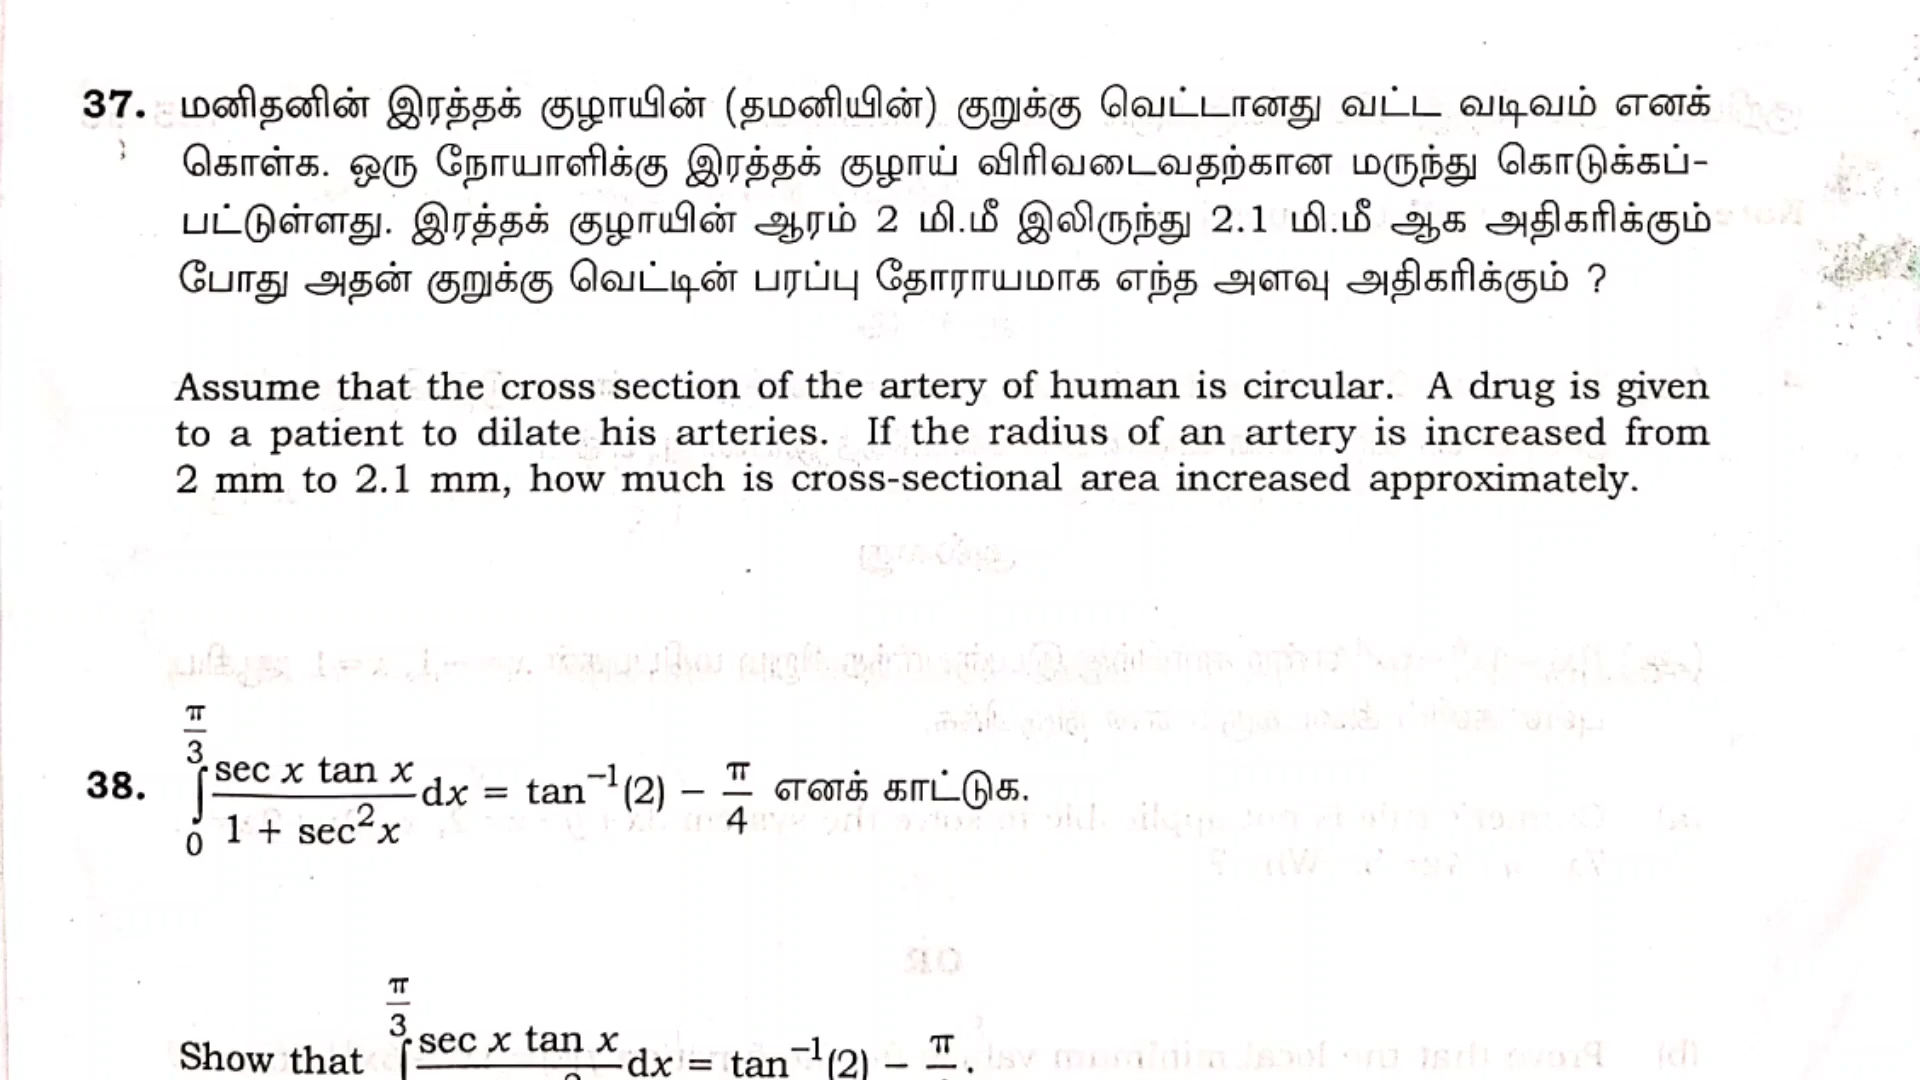 37. மனிதனின் இரத்தக் குழாயின் (தமனியின்) குறுக்கு வெட்டானது வட்ட வடிவம் எனக்
கொள்க. ஒரு நோயாளிக்கு இரத்தக் குழாய் விரிவடைவதற்கான மருந்து கொடுக்கப்-
பட்டுள்ளது. இரத்தக் குழாயின் ஆரம் 2 மி.மீ இலிருந்து 2.1 மி.மீ ஆக அதிகரிக்கும்
போது அதன் குறுக்கு வெட்டின் பரப்பு தோராயமாக எந்த அளவு அதிகரிக்கும் ?
Assume that the cross section of the artery of human is circular. A drug is given
to a patient to dilate his arteries. If the radius of an artery is increased from
2 mm to 2.1 mm, how much is cross-sectional area increased approximately.
38. ∫₀^(π/3) (sec x tan x)/(1 + sec²x) dx = tan⁻¹(2) − π/4 எனக் காட்டுக.
Show that ∫^(π/3) sec x tan x dx = tan⁻¹(2) − π .